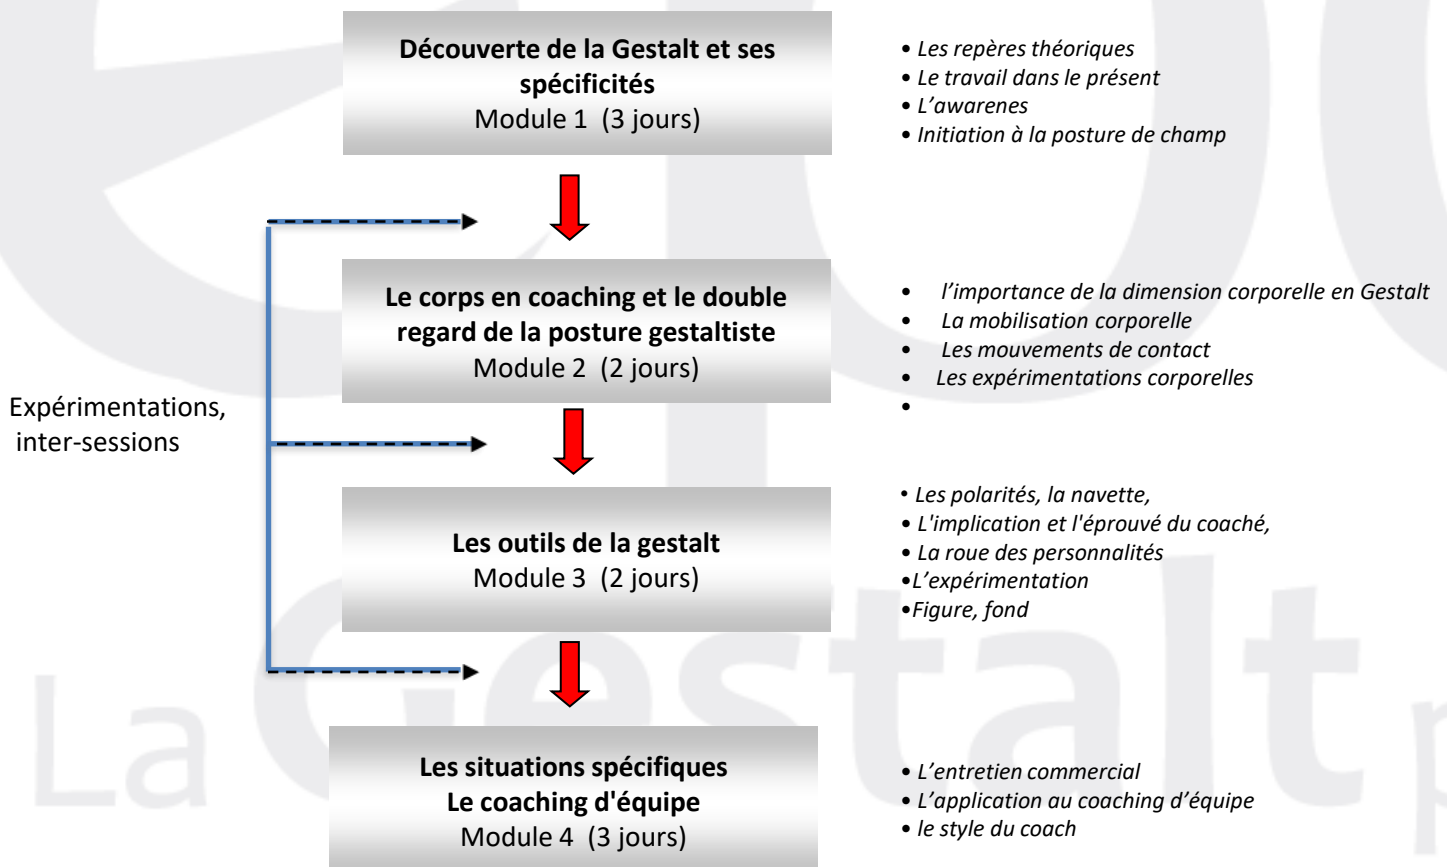 Découverte de la Gestalt et ses
spécificités
Module 1 (3 jours)
• Les repères théoriques
• Le travail dans le présent
• L’awarenes
• Initiation à la posture de champ
Le corps en coaching et le double
regard de la posture gestaltiste
Module 2 (2 jours)
• l’importance de la dimension corporelle en Gestalt
• La mobilisation corporelle
• Les mouvements de contact
• Les expérimentations corporelles
•
Expérimentations,
inter-sessions
Les outils de la gestalt
Module 3 (2 jours)
• Les polarités, la navette,
• L'implication et l'éprouvé du coaché,
• La roue des personnalités
•L’expérimentation
•Figure, fond
Les situations spécifiques
Le coaching d'équipe
Module 4 (3 jours)
• L’entretien commercial
• L’application au coaching d’équipe
• le style du coach
La Gestalt p